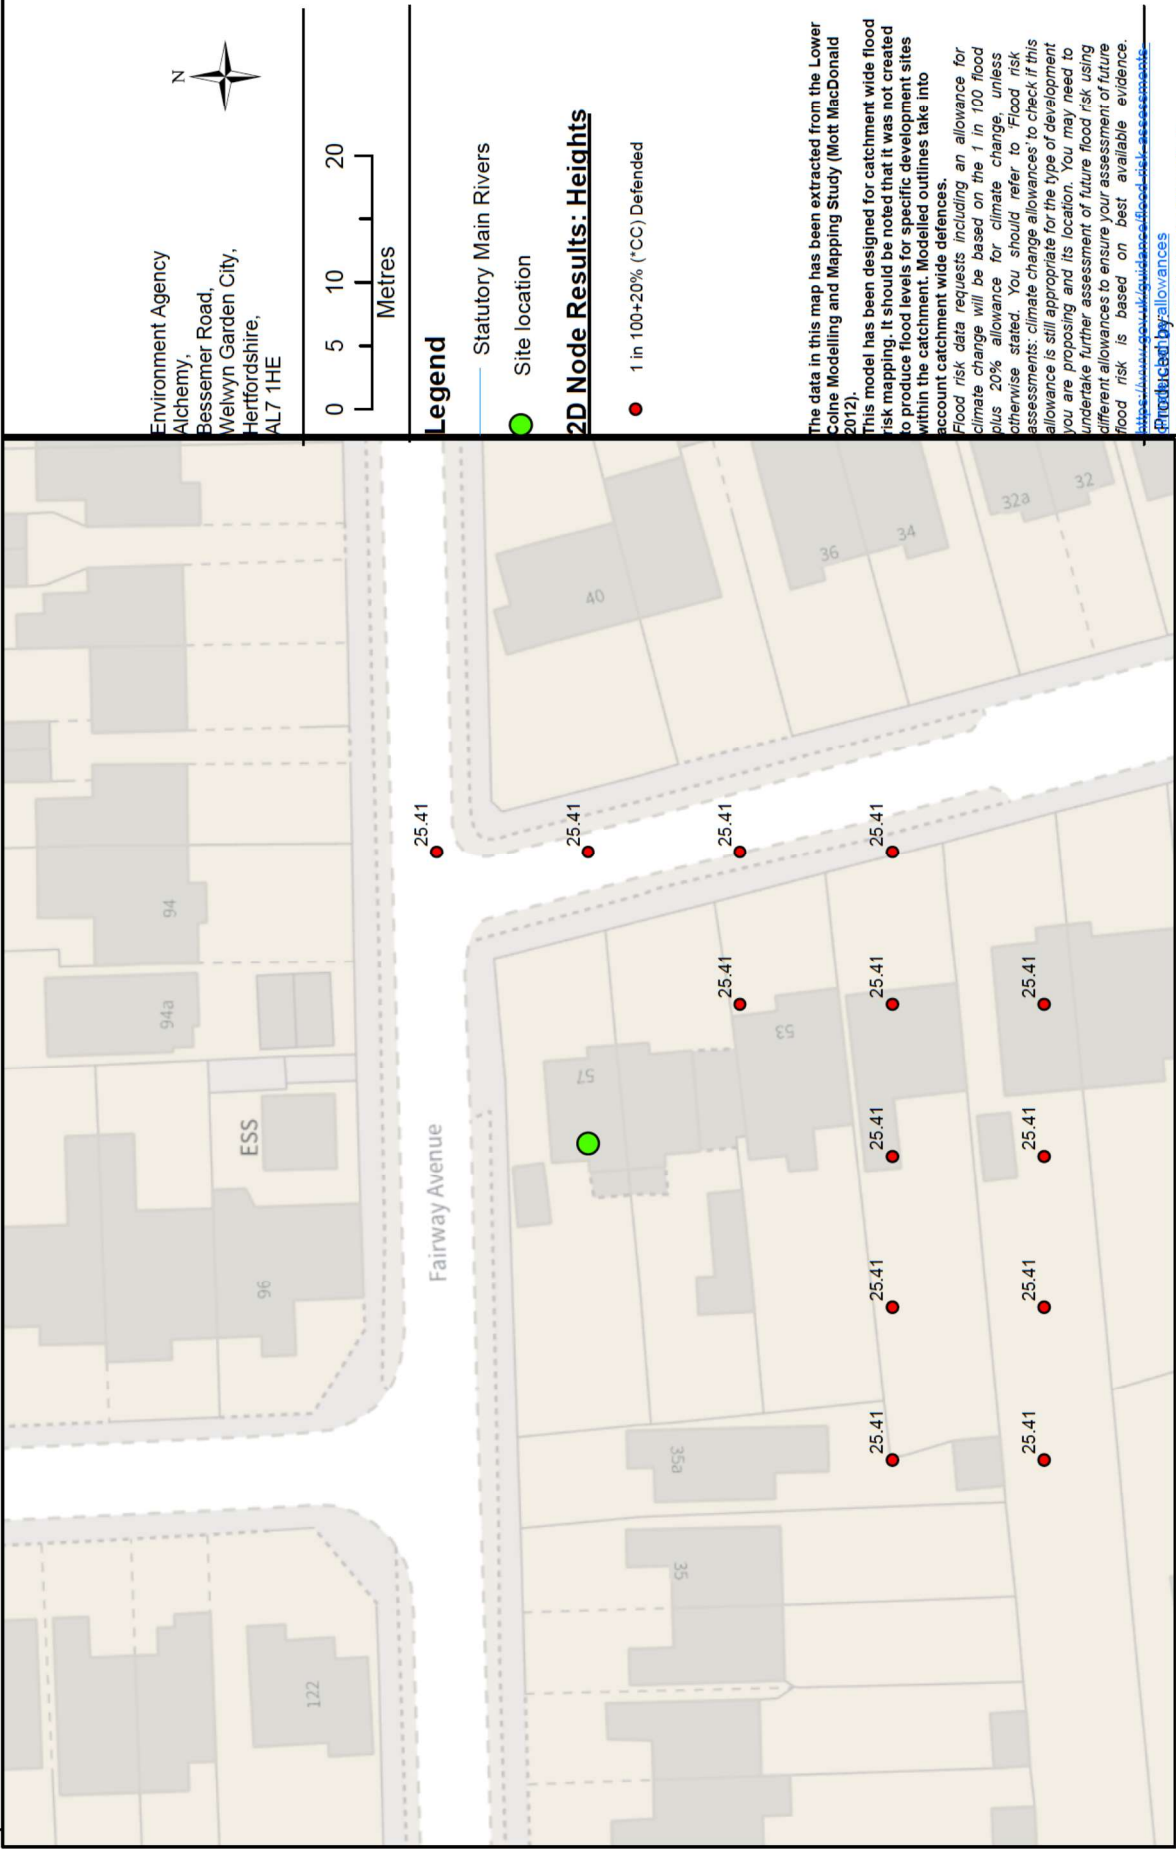 Environment Agency
Alchemy,
Bessemer Road,
Welwyn Garden City,
Hertfordshire,
AL7 1HE
N
0 5 10 20
Metres
Legend
Statutory Main Rivers
Site location
2D Node Results: Heights
1 in 100+20% (*CC) Defended
The data in this map has been extracted from the Lower
Colne Modelling and Mapping Study (Mott MacDonald
2012).
This model has been designed for catchment wide flood
risk mapping. It should be noted that it was not created
to produce flood levels for specific development sites
within the catchment. Modelled outlines take into
account catchment wide defences.
Flood risk data requests including an allowance for
climate change will be based on the 1 in 100 flood
plus 20% allowance for climate change, unless
otherwise stated. You should refer to 'Flood risk
assessments: climate change allowances' to check if this
allowance is still appropriate for the type of development
you are proposing and its location. You may need to
undertake further assessment of future flood risk using
different allowances to ensure your assessment of future
flood risk is based on best available evidence.
https://www.gov.uk/guidance/flood-risk-assessments-
allowances
Produced by:
94
94a
ESS
96
122
Fairway Avenue
40
36
34
32a
32
57
53
35a
35
25.41
25.41
25.41
25.41
25.41
25.41
25.41
25.41
25.41
25.41
25.41
25.41
25.41